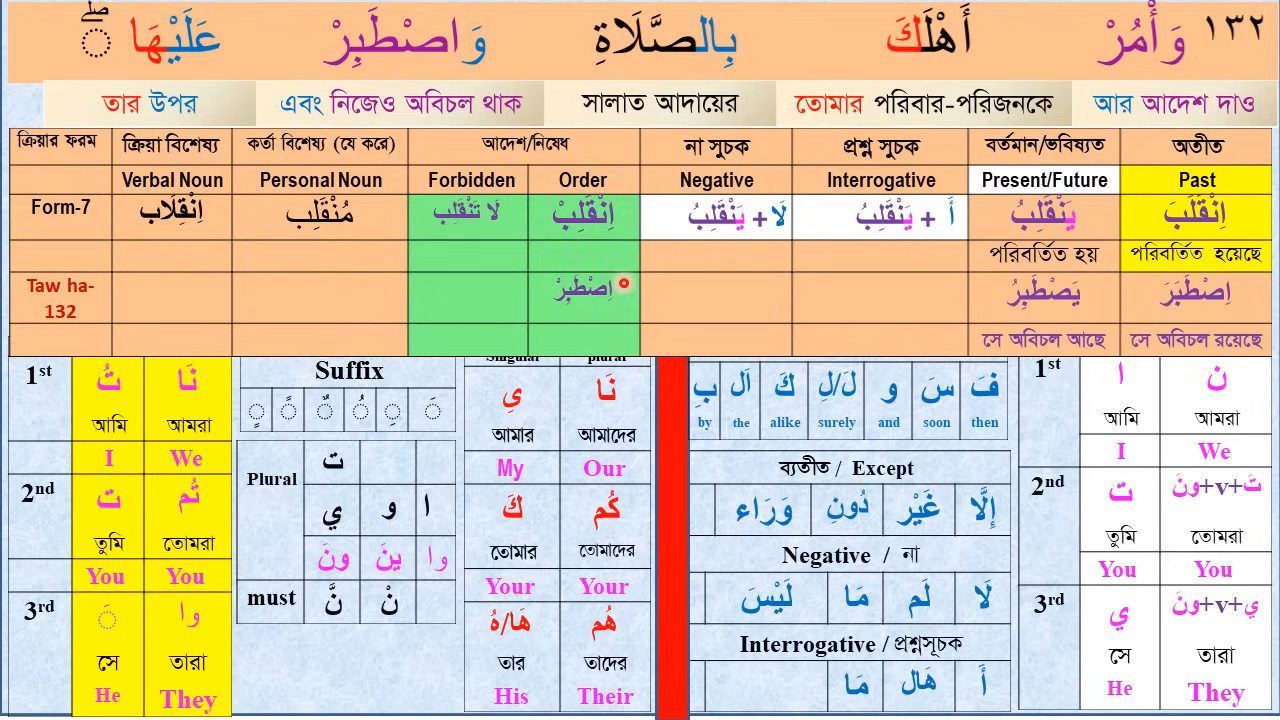 ١٣٢ وَأْمُرْ أَهْلَكَ بِالصَّلَاةِ وَاصْطَبِرْ عَلَيْهَا ۖ
আর আদেশ দাও তোমার পরিবার-পরিজনকে সালাত আদায়ের এবং নিজেও অবিচল থাক তার উপর
ক্রিয়ার ফরম ক্রিয়া বিশেষ্য কর্তা বিশেষ্য (যে করে) আদেশ/নিষেধ না সুচক প্রশ্ন সুচক বর্তমান/ভবিষ্যত অতীত
Verbal Noun Personal Noun Forbidden Order Negative Interrogative Present/Future Past
Form-7 اِنْقِلَاب مُنْقَلِب لَا تَنْقَلِب اِنْقَلِبْ لَا + يَنْقَلِبُ أَ + يَنْقَلِبُ يَنْقَلِبُ اِنْقَلَبَ
পরিবর্তিত হয় পরিবর্তিত হয়েছে
Taw ha-
132 اِصْطَبِرْ يَصْطَبِرُ اِصْطَبَرَ
সে অবিচল আছে সে অবিচল রয়েছে
1st تُ نَا
আমি আমরা
I We
2nd ت تُم
তুমি তোমরা
You You
3rd َ وا
সে তারা
He They
Suffix
ٍ ً ٌ ُ ِ َ
Plural ت
ي و ا
ونَ ينَ وا
must نَّ نْ
Singular plural
يِ نَا
আমার আমাদের
My Our
كَ كُم
তোমার তোমাদের
Your Your
هَا/هُ هُم
তার তাদের
His Their
بِ اَل كَ لَ/لِ و سَ فَ
by the alike surely and soon then
ব্যতীত / Except
وَرَاء دُونِ غَيْر إِلَّا
Negative / না
لَيْسَ مَا لَم لَا
Interrogative / প্রশ্নসূচক
مَا هَال أَ
1st ا ن
আমি আমরা
I We
2nd ت تَ+v+ونَ
তুমি তোমরা
You You
3rd ي ي+v+ونَ
সে তারা
He They